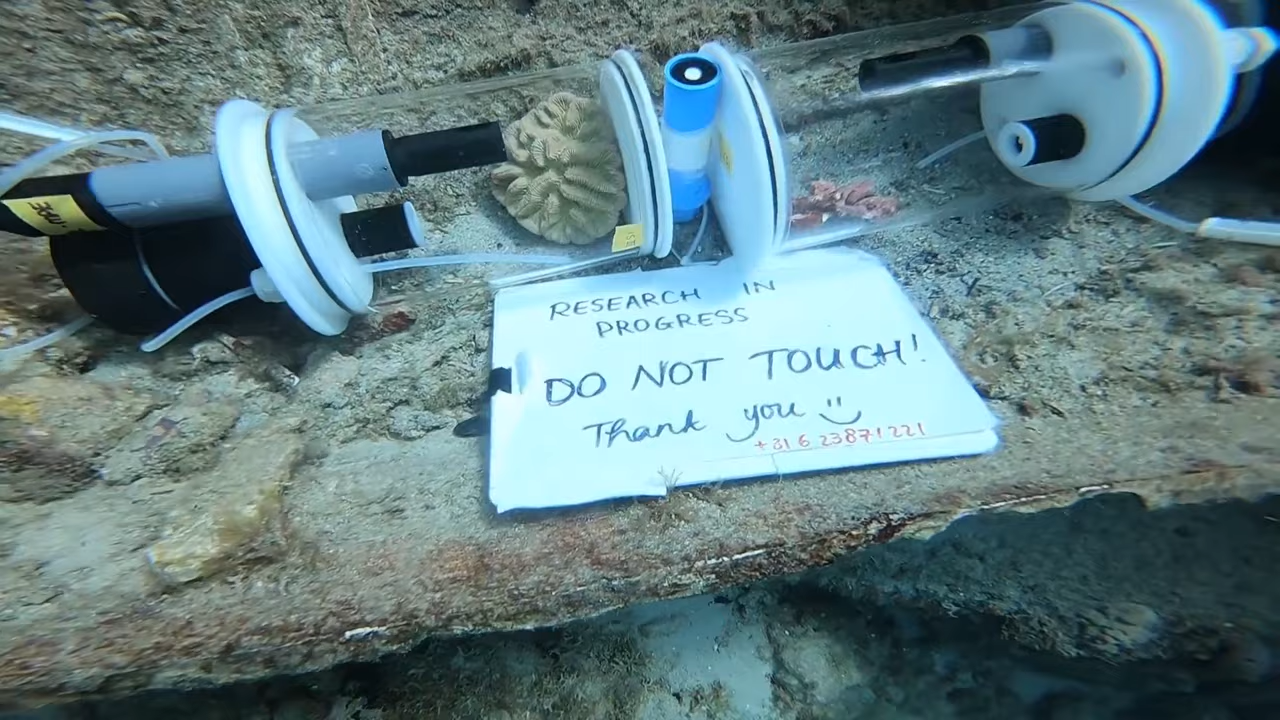 RESEARCH IN
PROGRESS
DO NOT TOUCH!
Thank you
+31 6 23871221